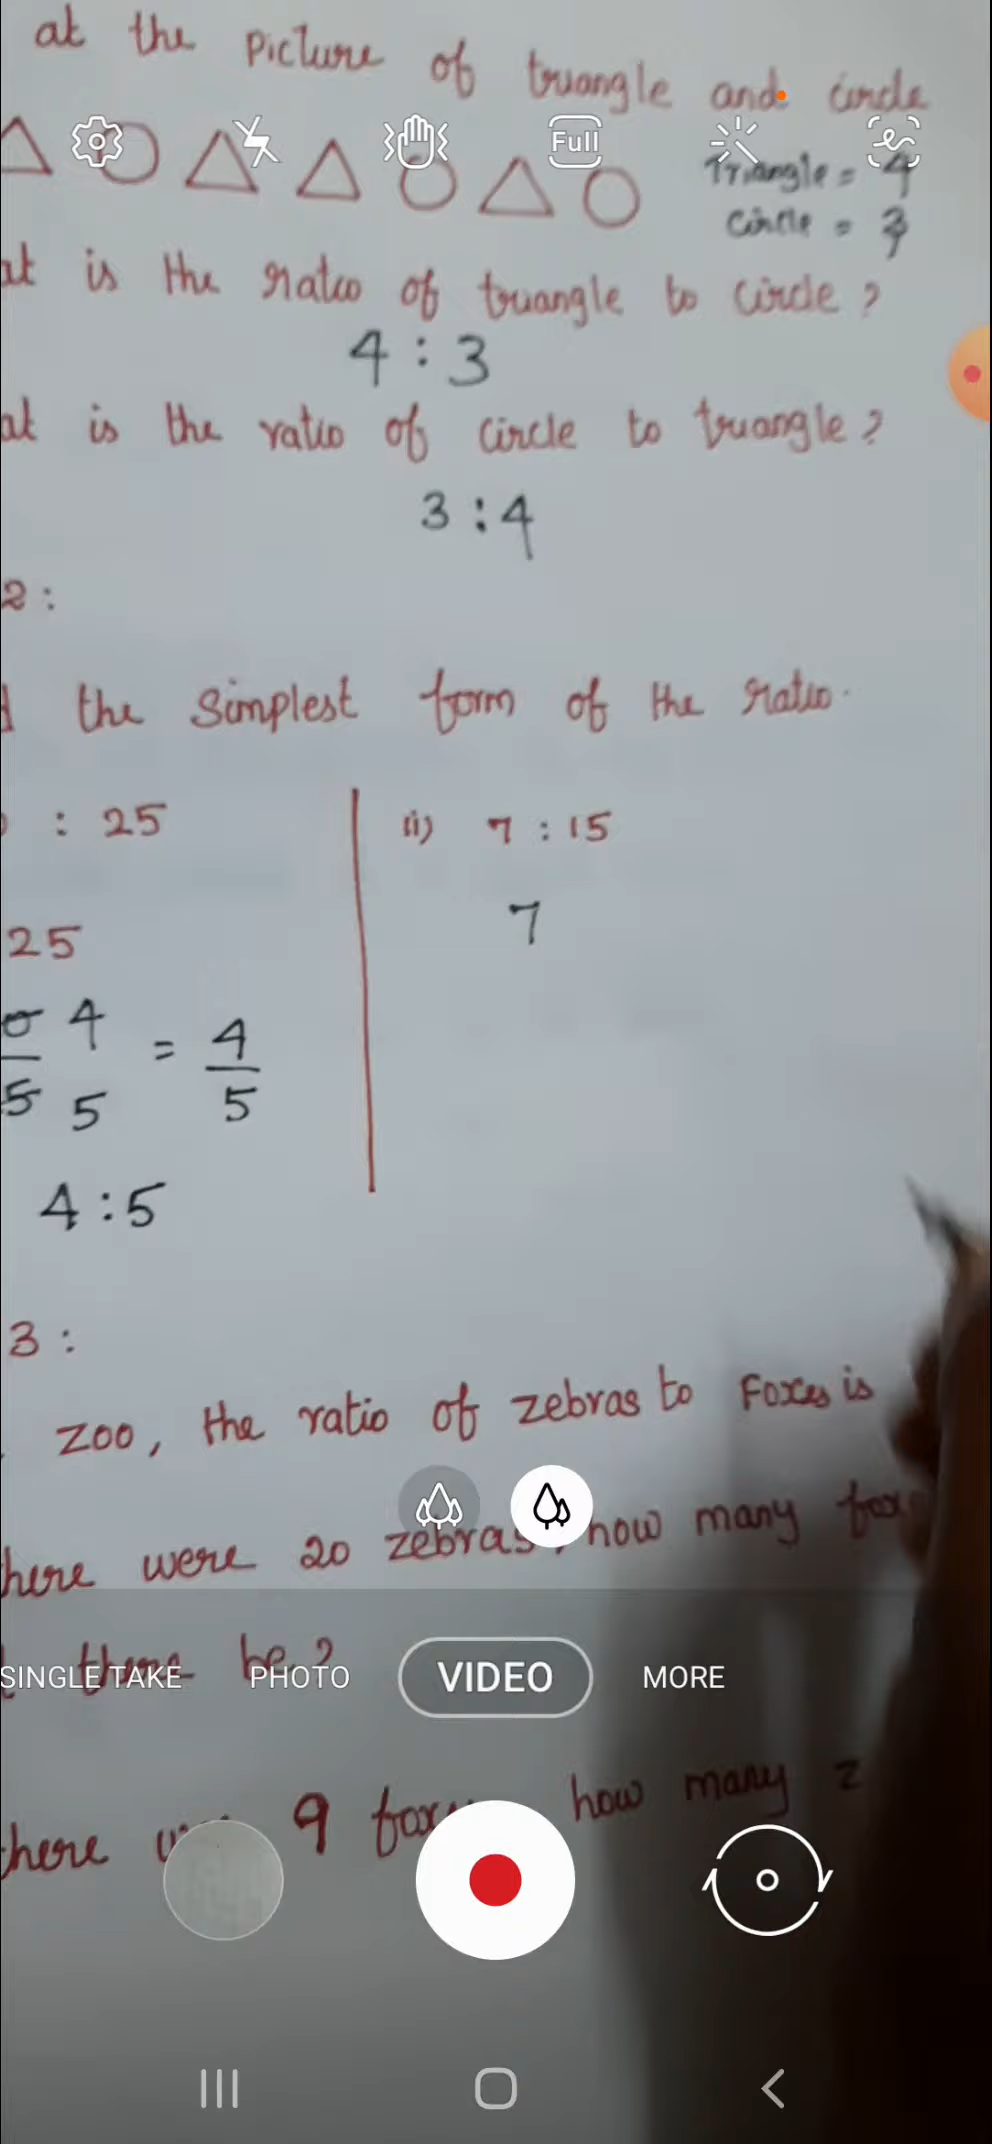 at the picture of triangle and circle
Full
Triangle = 4
Circle = 3
at is the ratio of triangle to circle?
4 : 3
at is the ratio of circle to triangle?
3 : 4
2 :
the simplest form of the ratio.
: 25
(ii) 7 : 15
25
7
4
5
= 4
5
4 : 5
3 :
zoo, the ratio of zebras to Foxes is
here were 20 zebras, how many
there be?
SINGLE TAKE PHOTO VIDEO MORE
here 9 how many